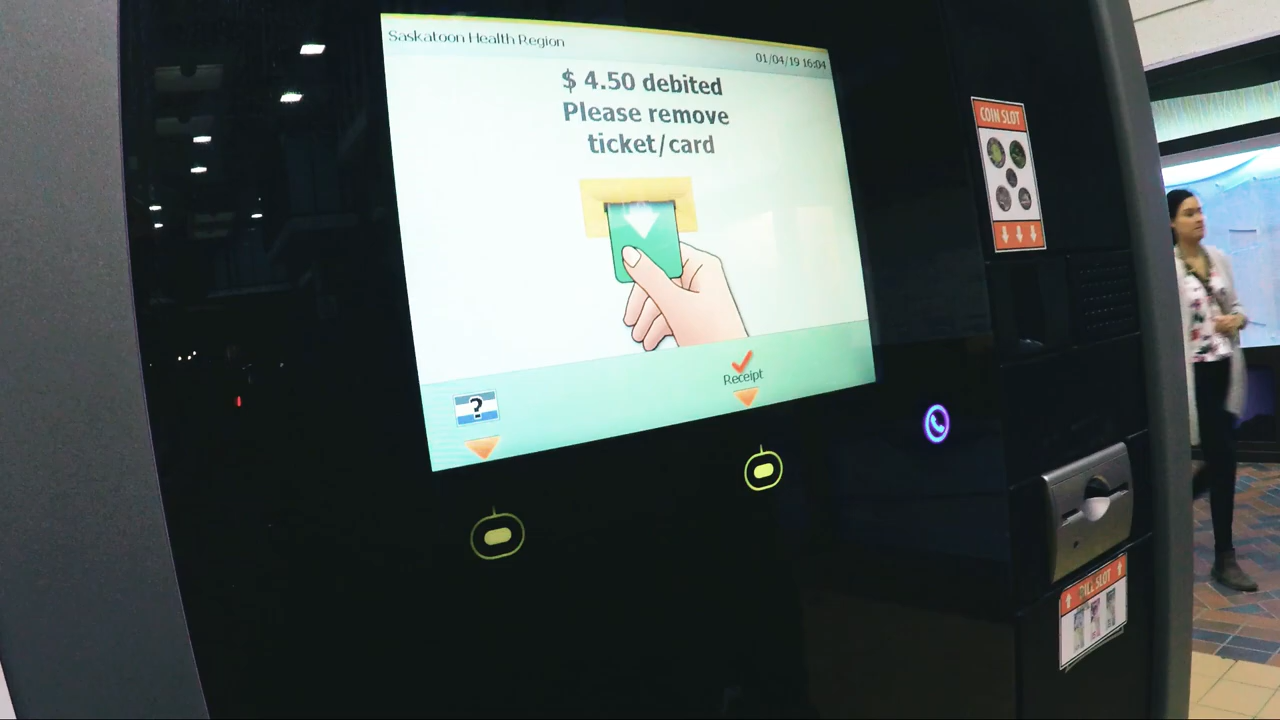 Saskatoon Health Region
01/04/19 16:04
$ 4.50 debited
Please remove
ticket/card
?
Receipt
COIN SLOT
BILL SLOT